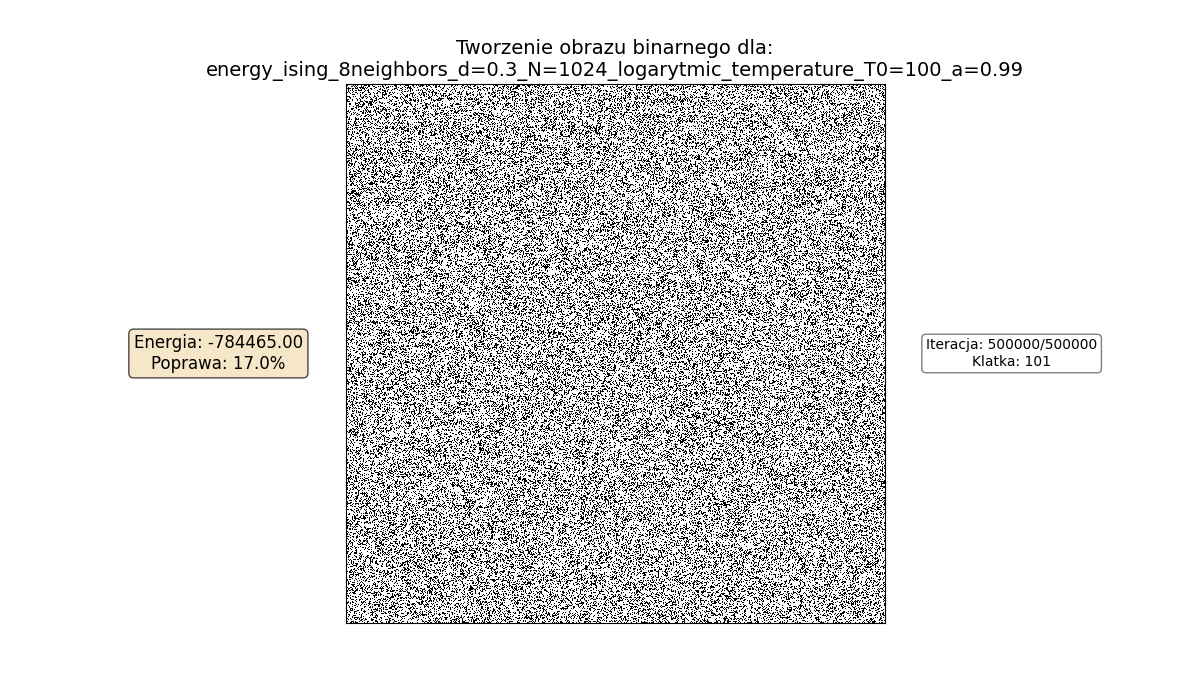 Tworzenie obrazu binarnego dla:
energy_ising_8neighbors_d=0.3_N=1024_logarytmic_temperature_T0=100_a=0.99
Energia: -784465.00
Poprawa: 17.0%
Iteracja: 500000/500000
Klatka: 101